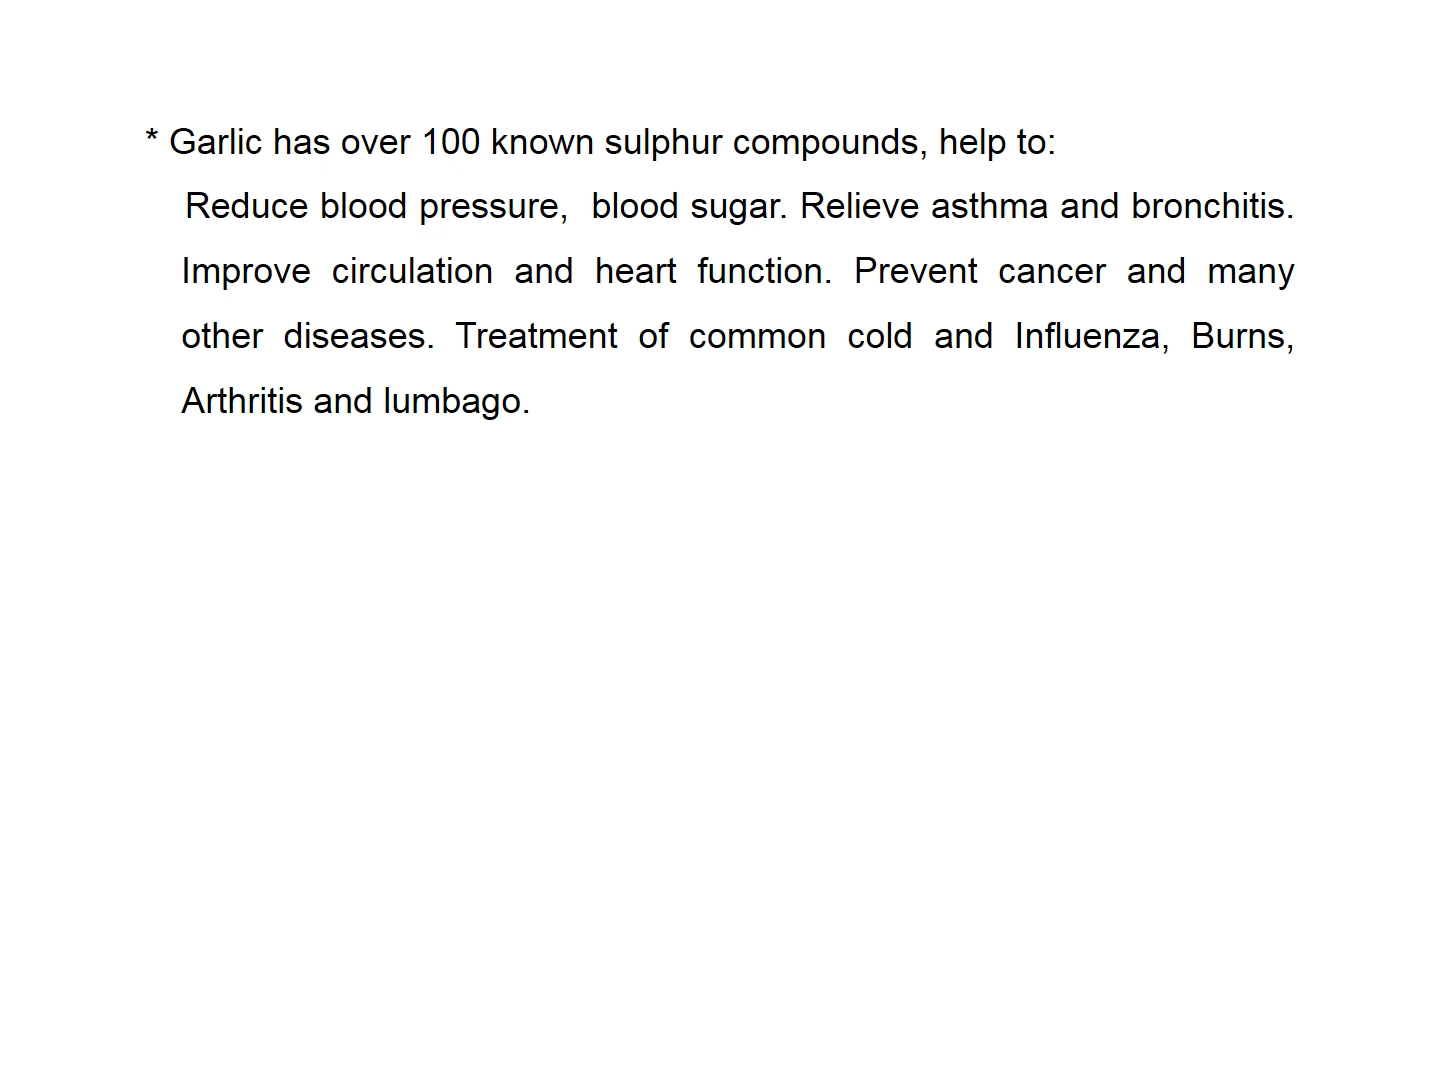 * Garlic has over 100 known sulphur compounds, help to:
Reduce blood pressure,  blood sugar. Relieve asthma and bronchitis.
Improve circulation and heart function. Prevent cancer and many
other diseases. Treatment of common cold and Influenza, Burns,
Arthritis and lumbago.